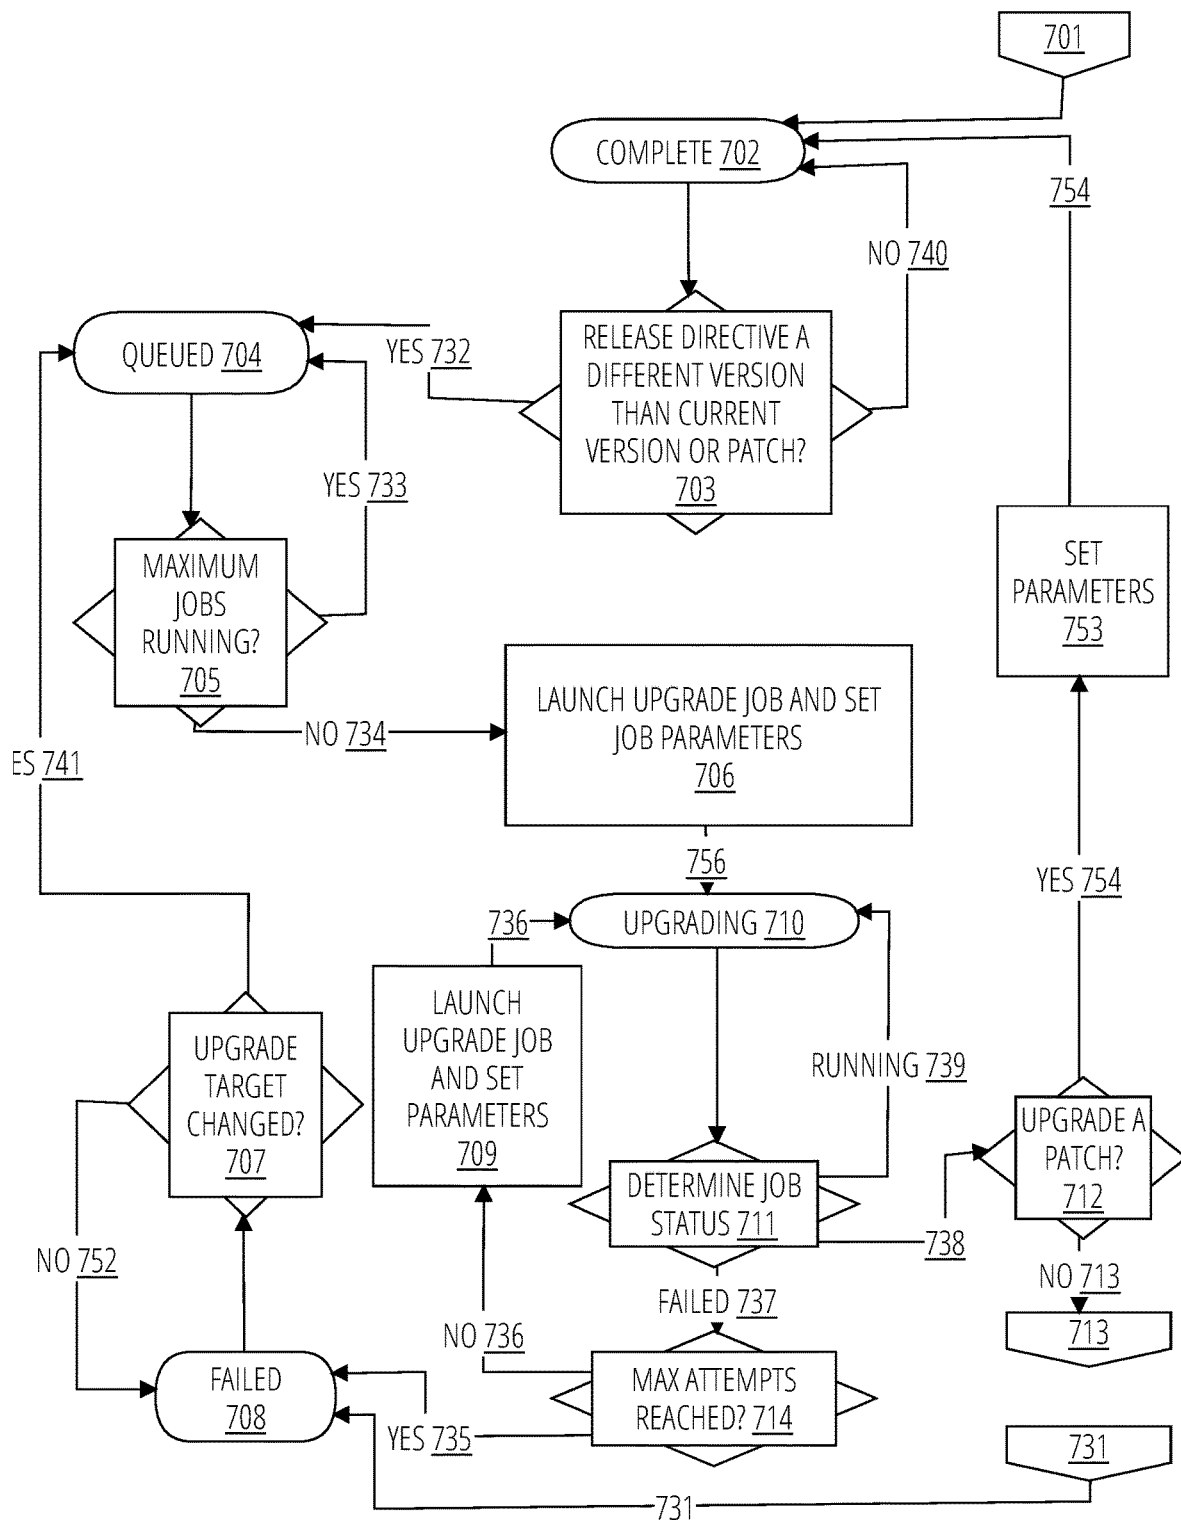 701
COMPLETE 702
754
NO 740
QUEUED 704
YES 732
RELEASE DIRECTIVE A
DIFFERENT VERSION
THAN CURRENT
VERSION OR PATCH?
703
YES 733
MAXIMUM
JOBS
RUNNING?
705
SET
PARAMETERS
753
NO 734
LAUNCH UPGRADE JOB AND SET
JOB PARAMETERS
706
ES 741
756
YES 754
UPGRADING 710
736
LAUNCH
UPGRADE JOB
AND SET
PARAMETERS
709
UPGRADE
TARGET
CHANGED?
707
RUNNING 739
UPGRADE A
PATCH?
712
DETERMINE JOB
STATUS 711
738
NO 752
NO 713
FAILED 737
713
NO 736
FAILED
708
MAX ATTEMPTS
REACHED? 714
YES 735
731
731